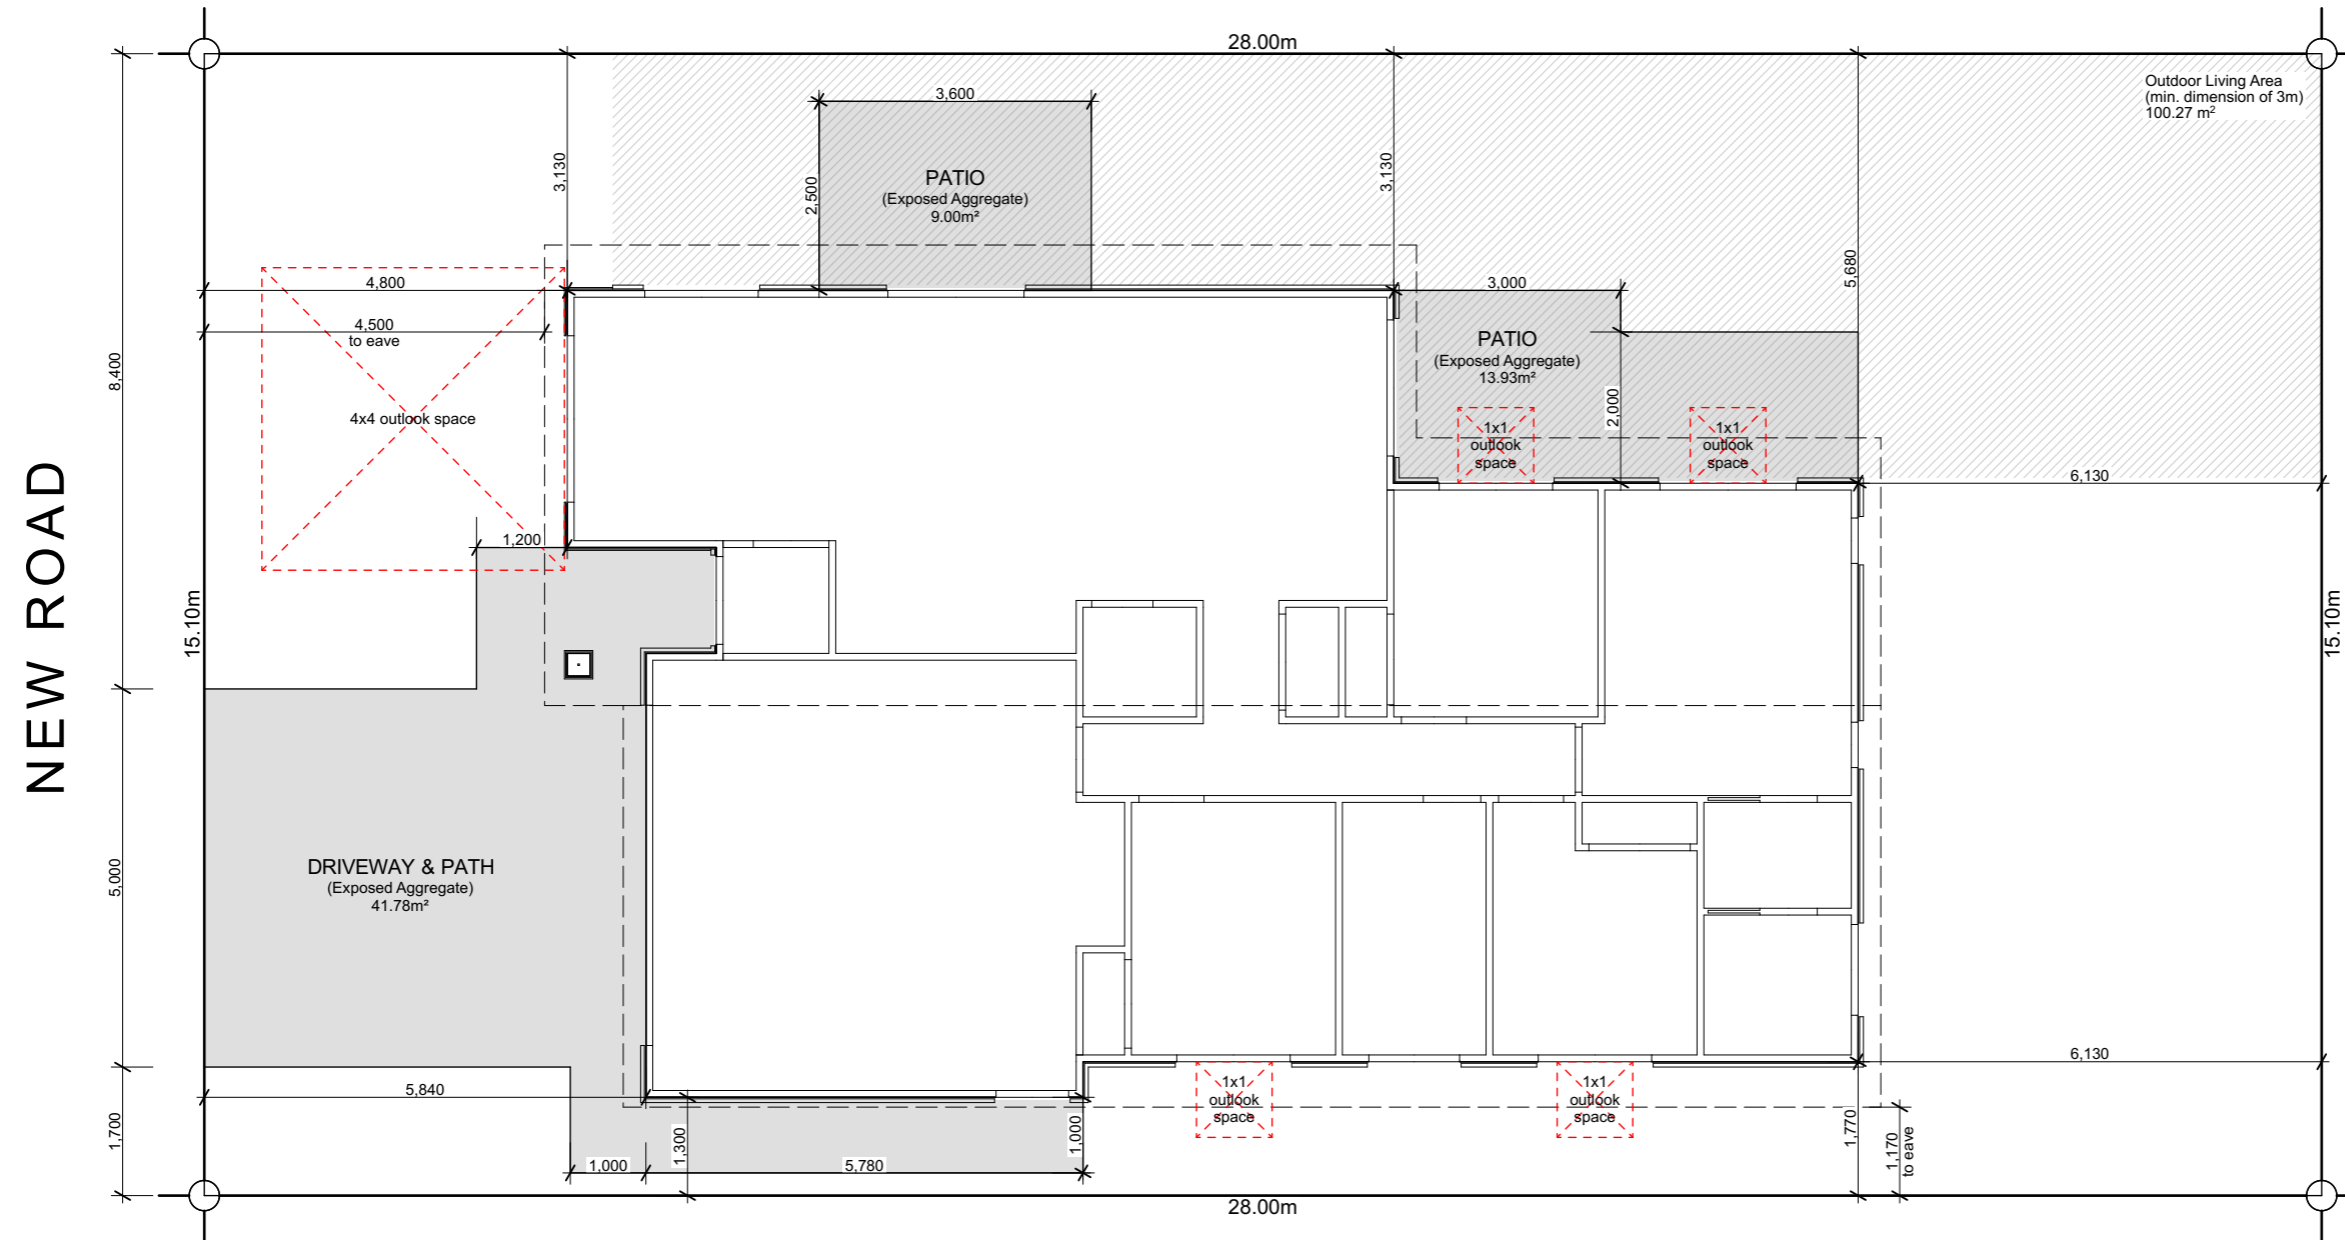 28.00m
Outdoor Living Area
(min. dimension of 3m)
100.27 m²
3,600
3,130
2,500
PATIO
(Exposed Aggregate)
9.00m²
3,130
5,680
4,800
3,000
4,500
to eave
PATIO
(Exposed Aggregate)
13.93m²
8,400
2,000
4x4 outlook space
1x1
outlook
space
1x1
outlook
space
6,130
1,200
NEW ROAD
15.10m
15.10m
5,000
DRIVEWAY & PATH
(Exposed Aggregate)
41.78m²
6,130
5,840
1x1
outlook
space
1x1
outlook
space
1,700
1,300
1,000
1,770
1,170
to eave
1,000
5,780
28.00m